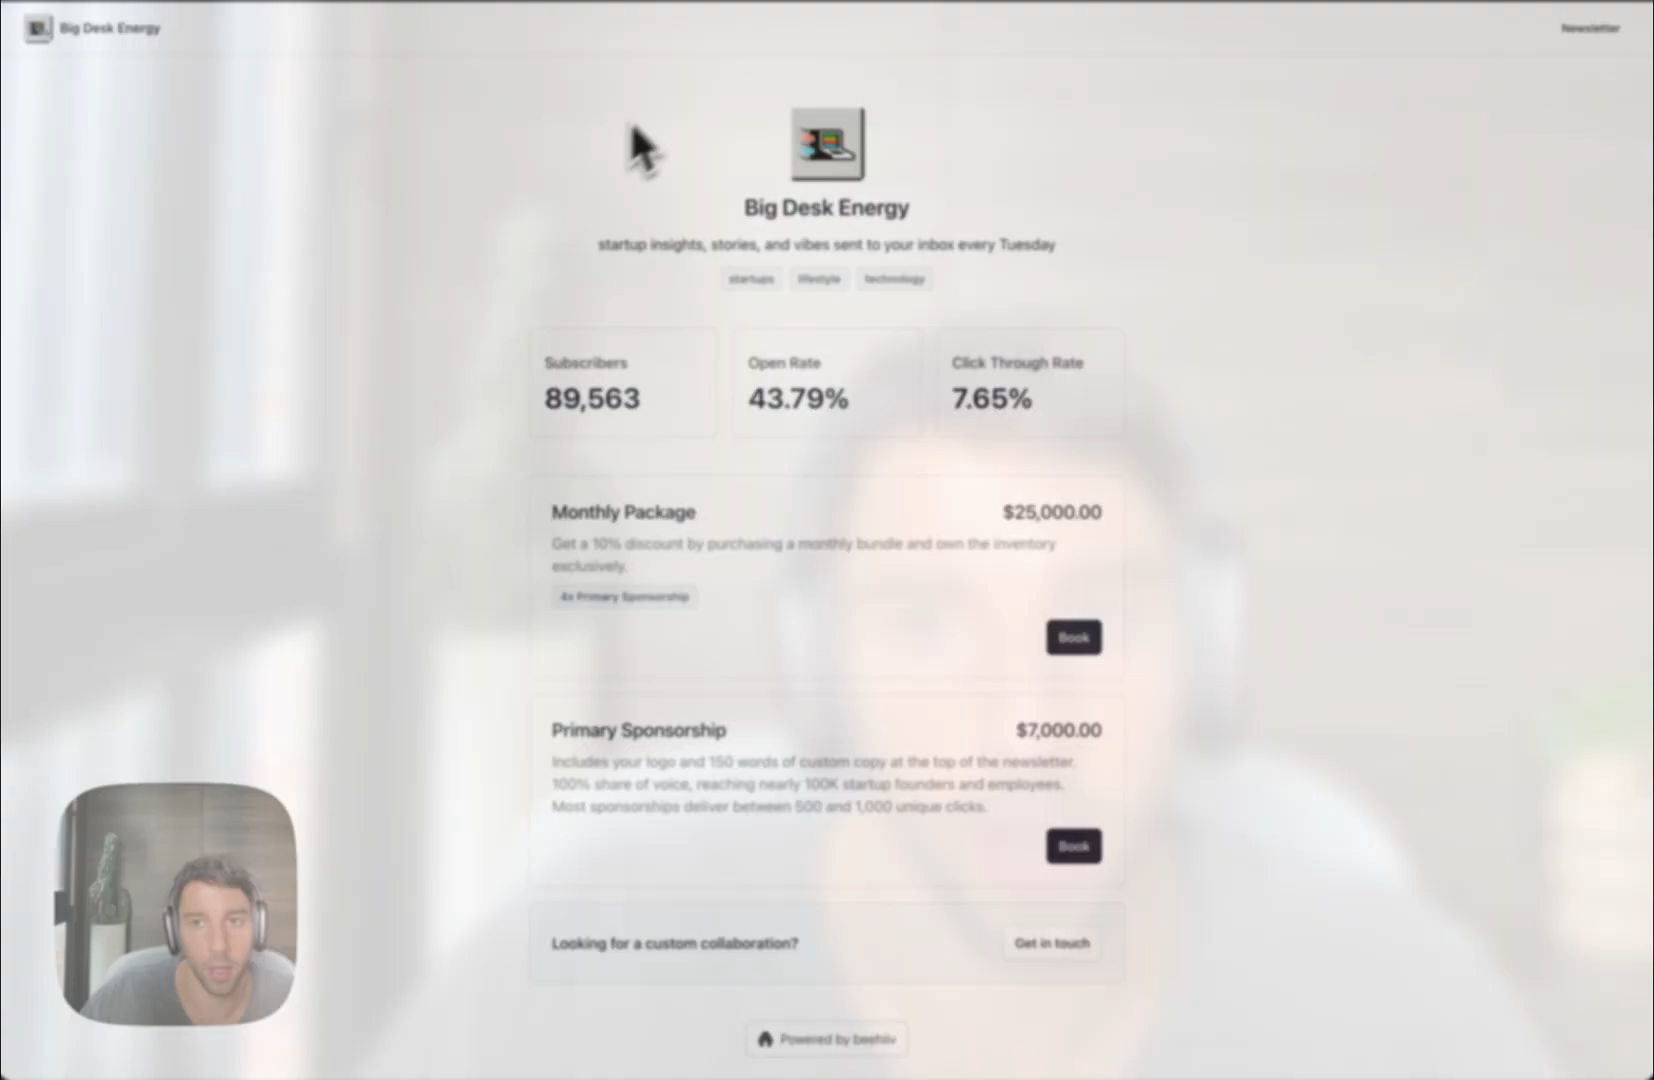 Big Desk Energy
Newsletter
Big Desk Energy
startup insights, stories, and vibes sent to your inbox every Tuesday
startups
lifestyle
technology
Subscribers
89,563
Open Rate
43.79%
Click Through Rate
7.65%
Monthly Package
$25,000.00
Get a 10% discount by purchasing a monthly bundle and own the inventory
exclusively.
4x Primary Sponsorship
Book
Primary Sponsorship
$7,000.00
Includes your logo and 150 words of custom copy at the top of the newsletter.
100% share of voice, reaching nearly 100K startup founders and employees.
Most sponsorships deliver between 500 and 1,000 unique clicks.
Book
Looking for a custom collaboration?
Get in touch
Powered by beehiiv